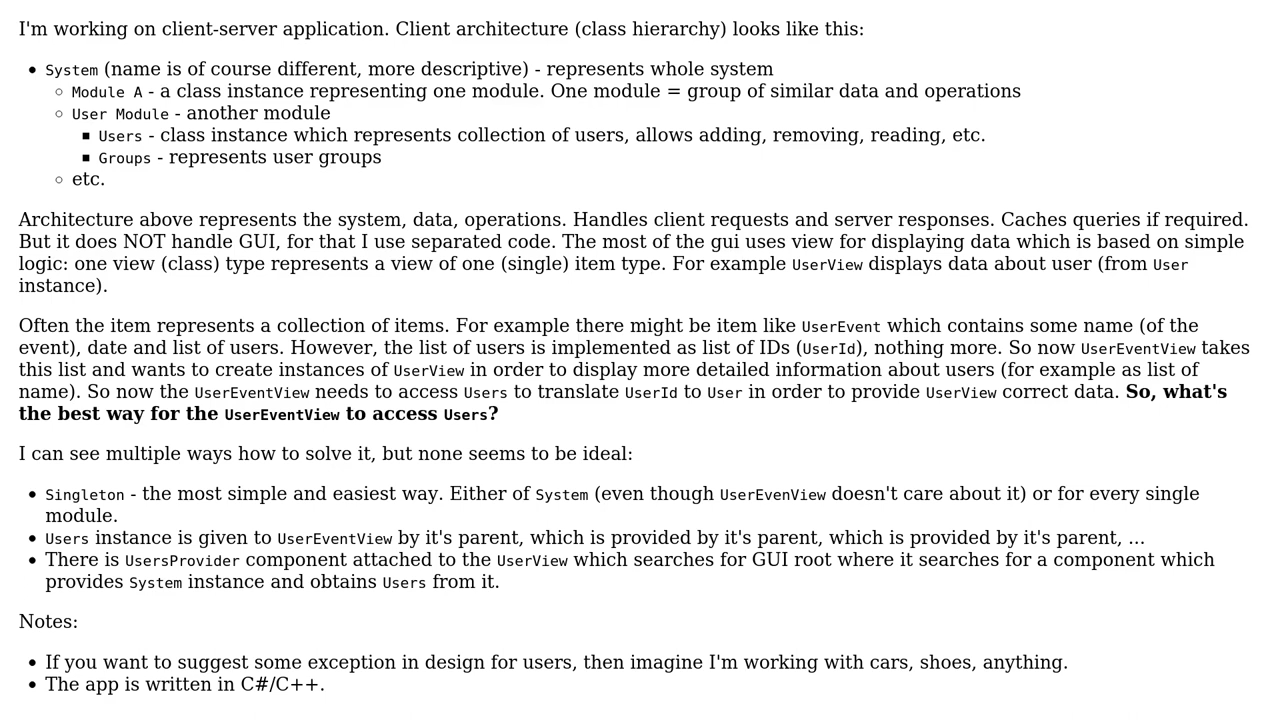 I'm working on client-server application. Client architecture (class hierarchy) looks like this:
• System (name is of course different, more descriptive) - represents whole system
◦ Module A - a class instance representing one module. One module = group of similar data and operations
◦ User Module - another module
▪ Users - class instance which represents collection of users, allows adding, removing, reading, etc.
▪ Groups - represents user groups
◦ etc.
Architecture above represents the system, data, operations. Handles client requests and server responses. Caches queries if required.
But it does NOT handle GUI, for that I use separated code. The most of the gui uses view for displaying data which is based on simple
logic: one view (class) type represents a view of one (single) item type. For example UserView displays data about user (from User
instance).
Often the item represents a collection of items. For example there might be item like UserEvent which contains some name (of the
event), date and list of users. However, the list of users is implemented as list of IDs (UserId), nothing more. So now UserEventView takes
this list and wants to create instances of UserView in order to display more detailed information about users (for example as list of
name). So now the UserEventView needs to access Users to translate UserId to User in order to provide UserView correct data. So, what's
the best way for the UserEventView to access Users?
I can see multiple ways how to solve it, but none seems to be ideal:
• Singleton - the most simple and easiest way. Either of System (even though UserEvenView doesn't care about it) or for every single
module.
• Users instance is given to UserEventView by it's parent, which is provided by it's parent, which is provided by it's parent, ...
• There is UsersProvider component attached to the UserView which searches for GUI root where it searches for a component which
provides System instance and obtains Users from it.
Notes:
• If you want to suggest some exception in design for users, then imagine I'm working with cars, shoes, anything.
• The app is written in C#/C++.